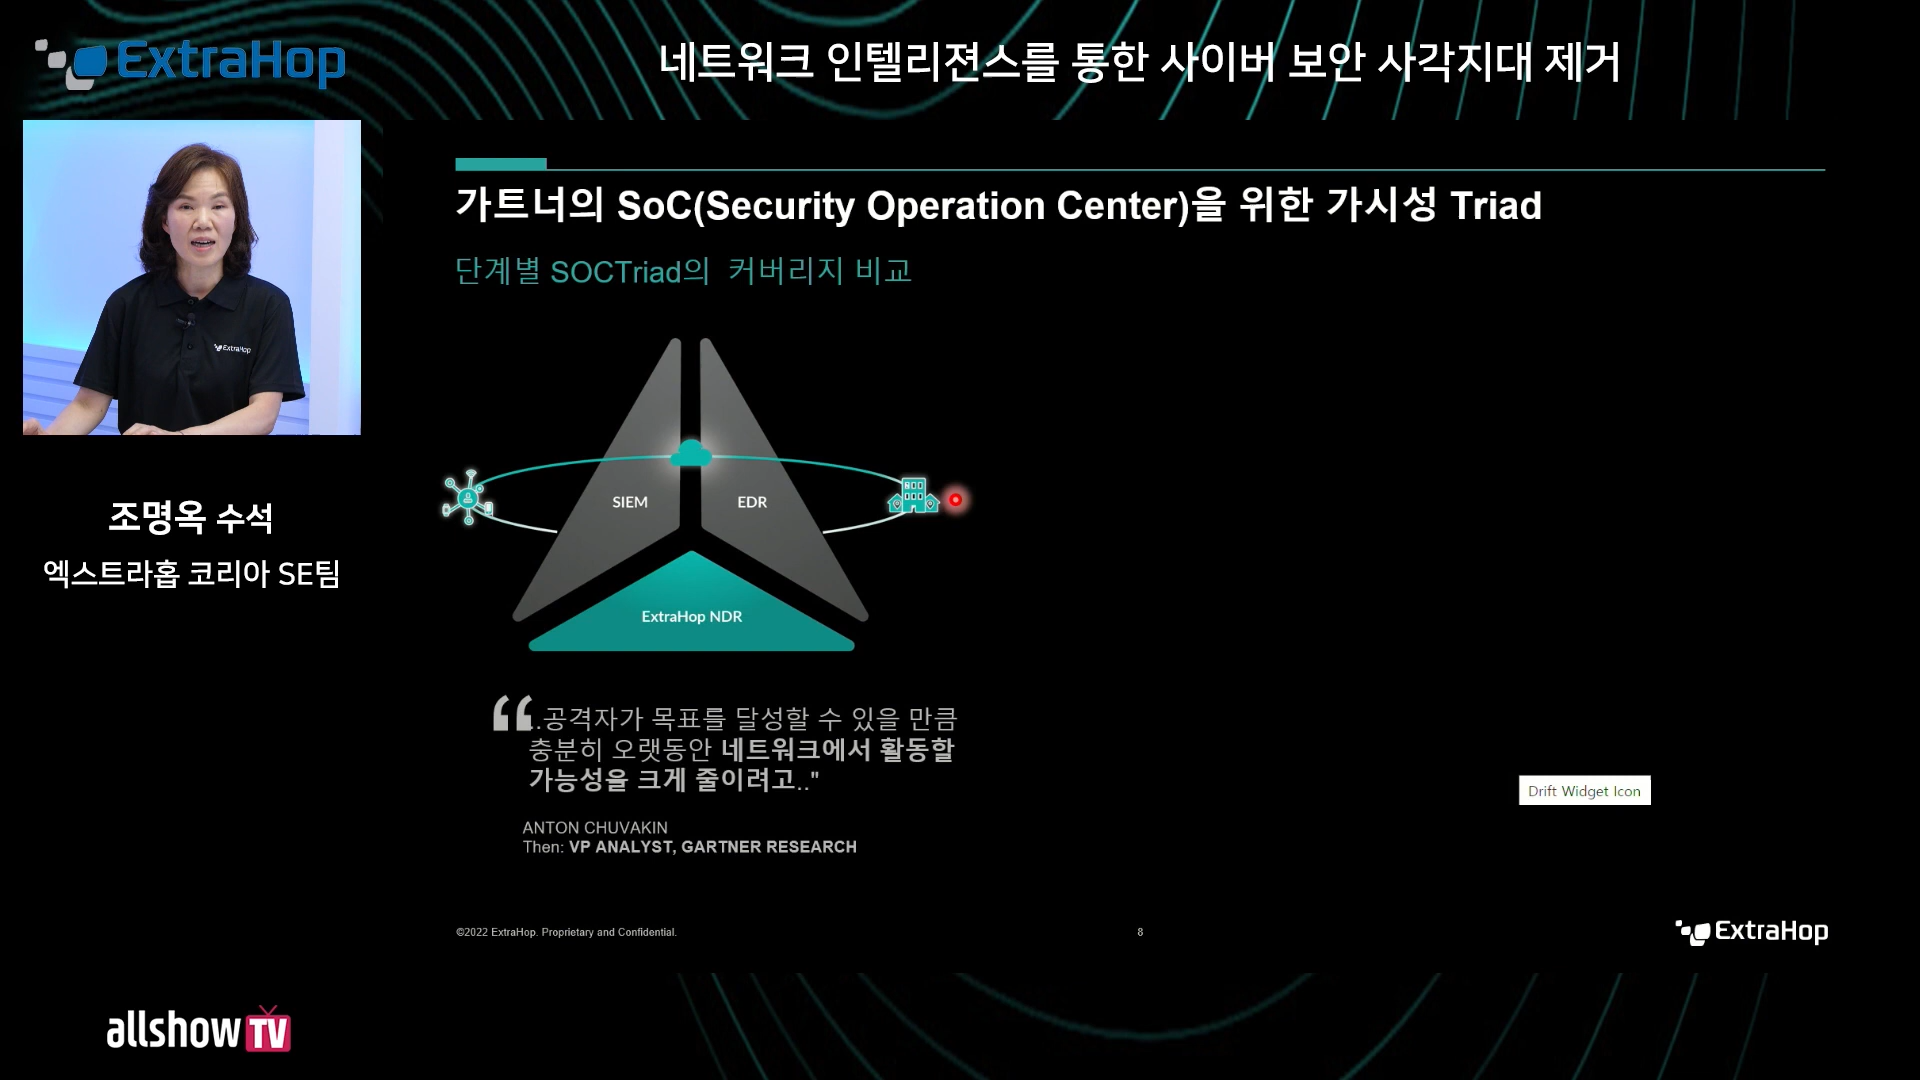 ExtraHop
네트워크 인텔리젼스를 통한 사이버 보안 사각지대 제거
ExtraHop
조명옥 수석
엑스트라홉 코리아 SE팀
가트너의 SoC(Security Operation Center)을 위한 가시성 Triad
단계별 SOCTriad의 커버리지 비교
SIEM
EDR
ExtraHop NDR
“..공격자가 목표를 달성할 수 있을 만큼
충분히 오랫동안 네트워크에서 활동할
가능성을 크게 줄이려고.."
ANTON CHUVAKIN
Then: VP ANALYST, GARTNER RESEARCH
Drift Widget Icon
©2022 ExtraHop. Proprietary and Confidential.
8
ExtraHop
allshowTV